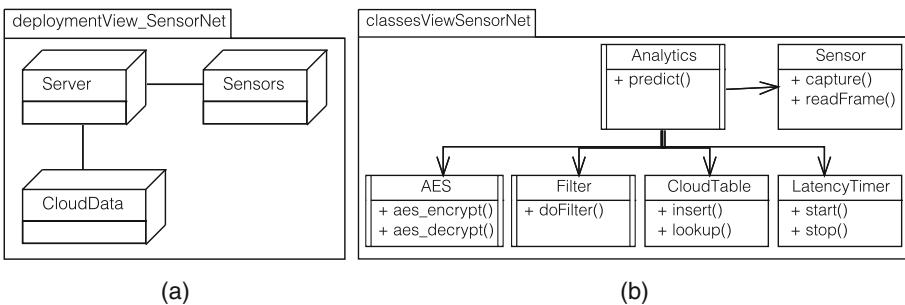 deploymentView_SensorNet
Server
Sensors
CloudData
(a)
classesViewSensorNet
Analytics
+ predict()
Sensor
+ capture()
+ readFrame()
AES
+ aes_encrypt()
+ aes_decrypt()
Filter
+ doFilter()
CloudTable
+ insert()
+ lookup()
LatencyTimer
+ start()
+ stop()
(b)